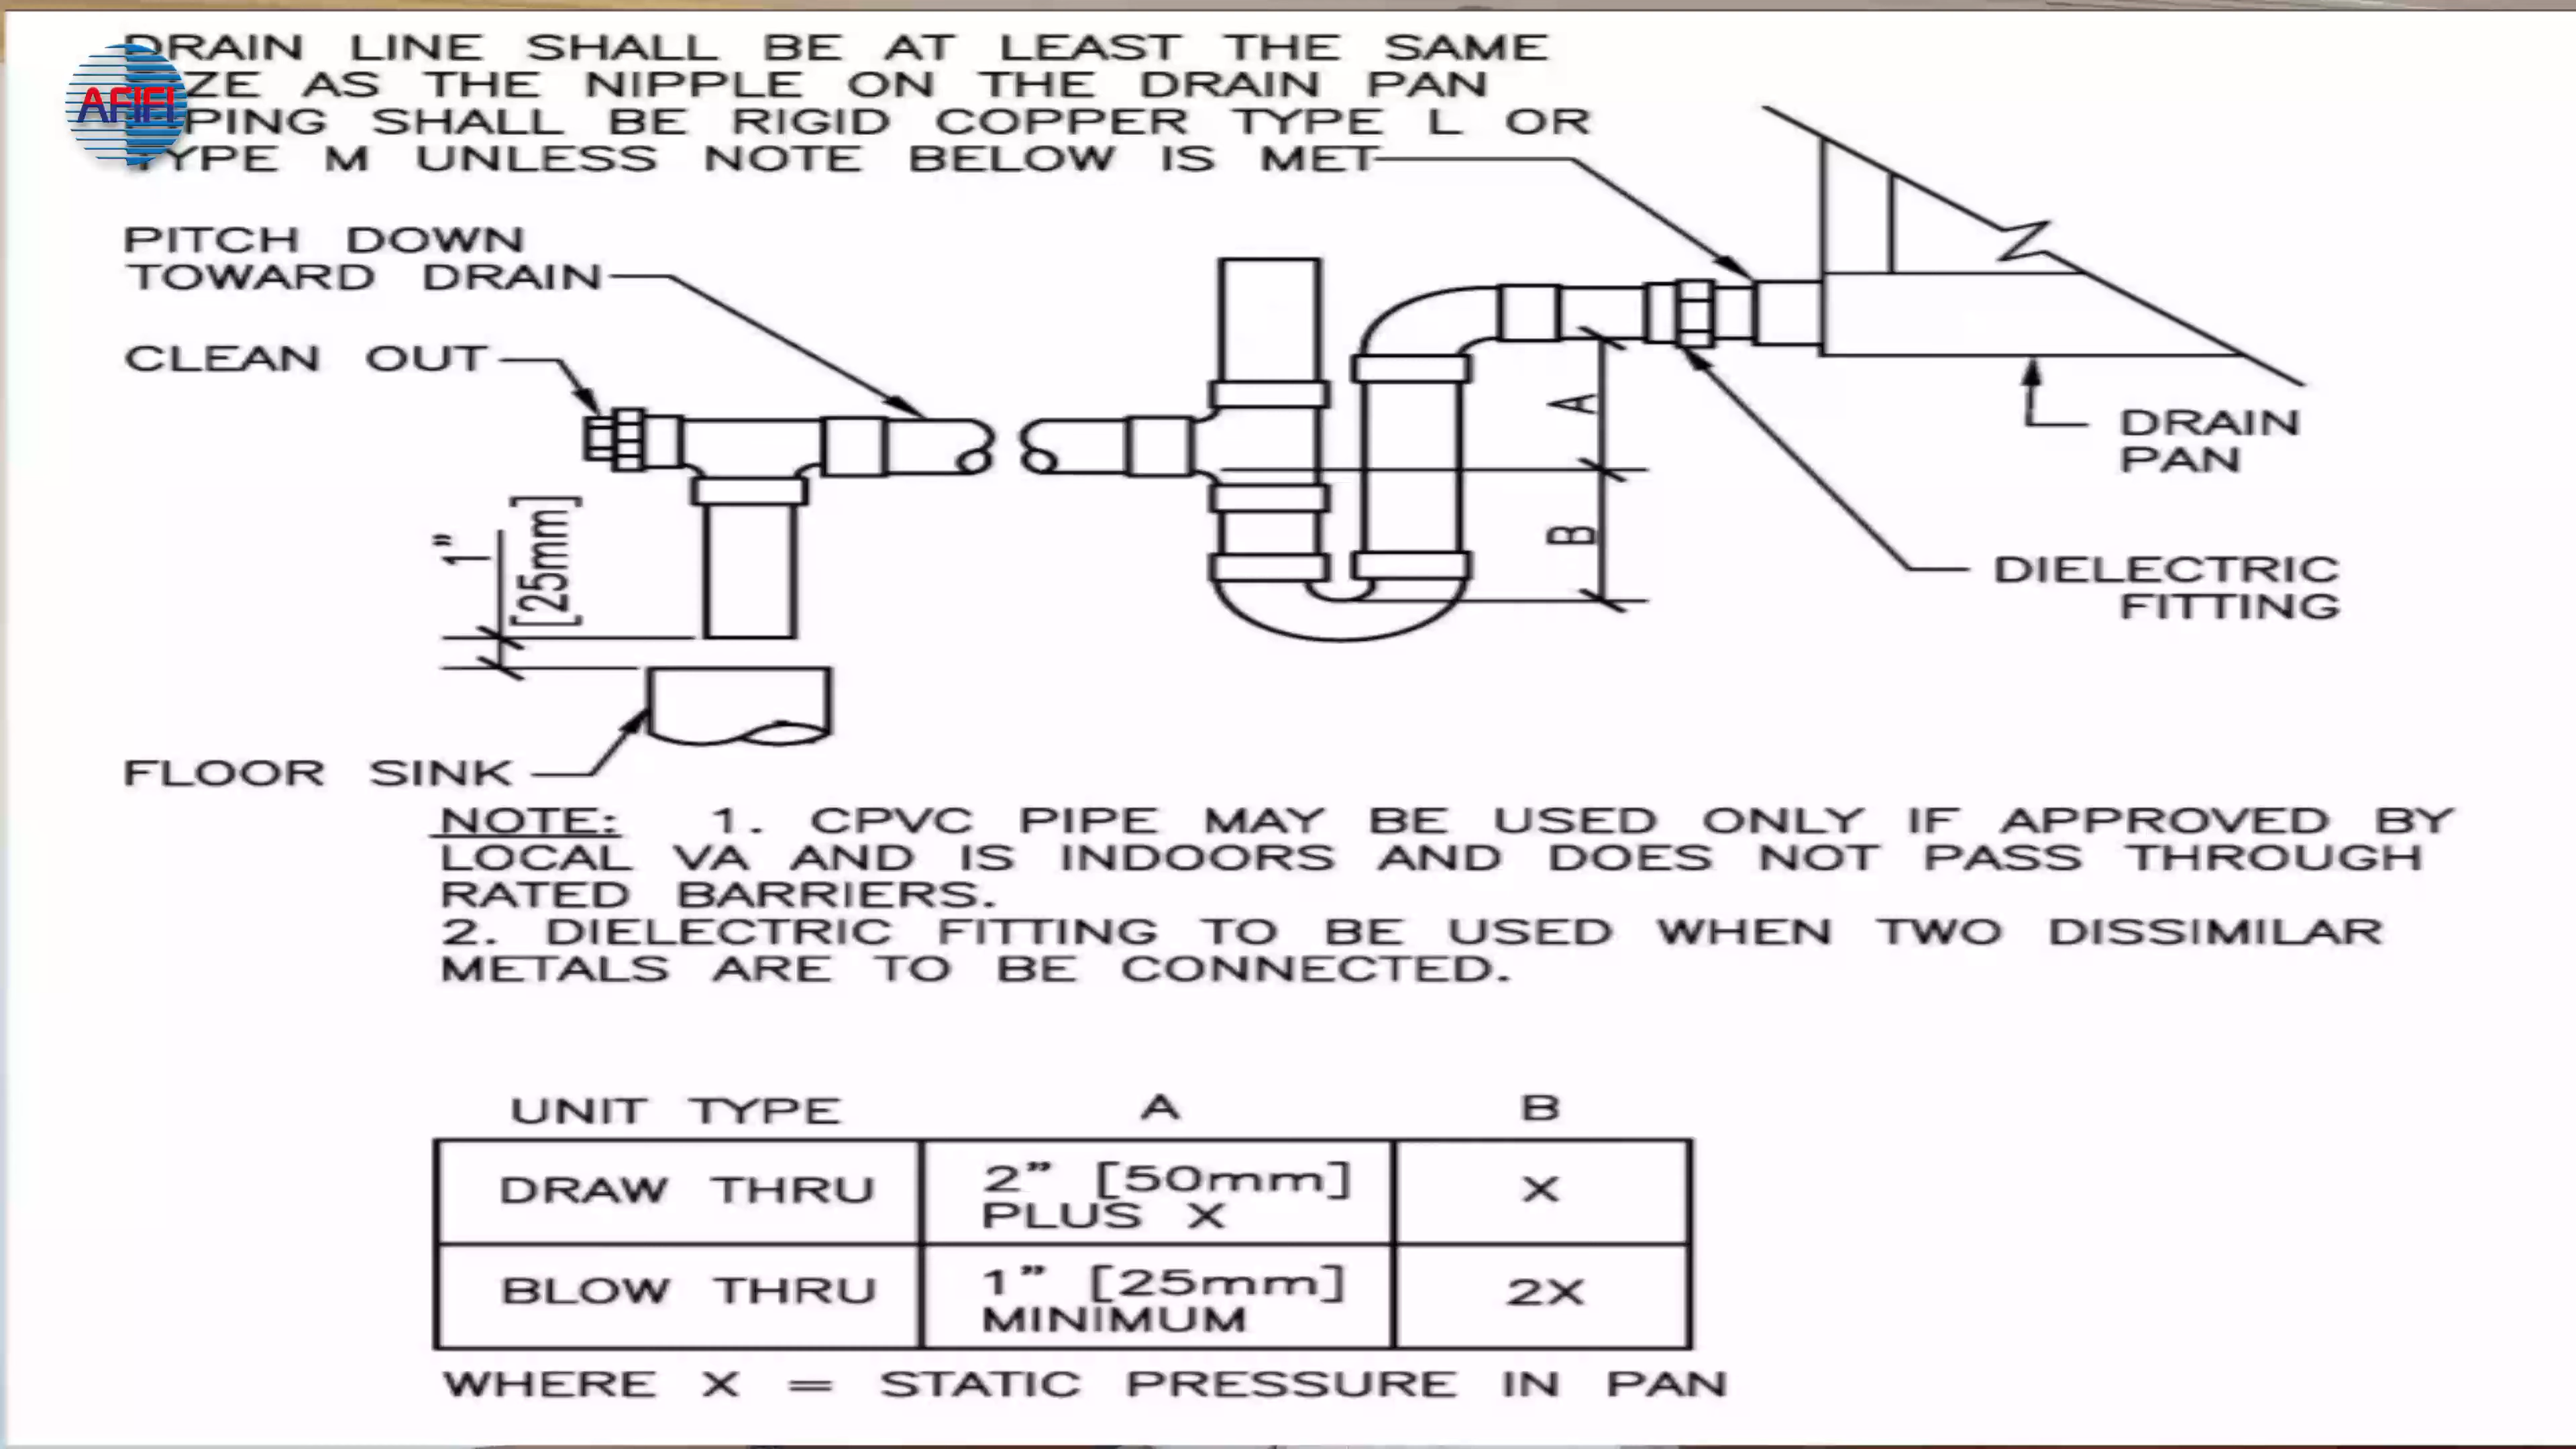 DRAIN LINE SHALL BE AT LEAST THE SAME
SIZE AS THE NIPPLE ON THE DRAIN PAN
PIPING SHALL BE RIGID COPPER TYPE L OR
TYPE M UNLESS NOTE BELOW IS MET
AFIFI
PITCH DOWN
TOWARD DRAIN
CLEAN OUT
A
B
DRAIN
PAN
DIELECTRIC
FITTING
1"
[25mm]
FLOOR SINK
NOTE: 1. CPVC PIPE MAY BE USED ONLY IF APPROVED BY
LOCAL VA AND IS INDOORS AND DOES NOT PASS THROUGH
RATED BARRIERS.
2. DIELECTRIC FITTING TO BE USED WHEN TWO DISSIMILAR
METALS ARE TO BE CONNECTED.
UNIT TYPE A B
DRAW THRU 2" [50mm] PLUS X X
BLOW THRU 1" [25mm] MINIMUM 2X
WHERE X = STATIC PRESSURE IN PAN